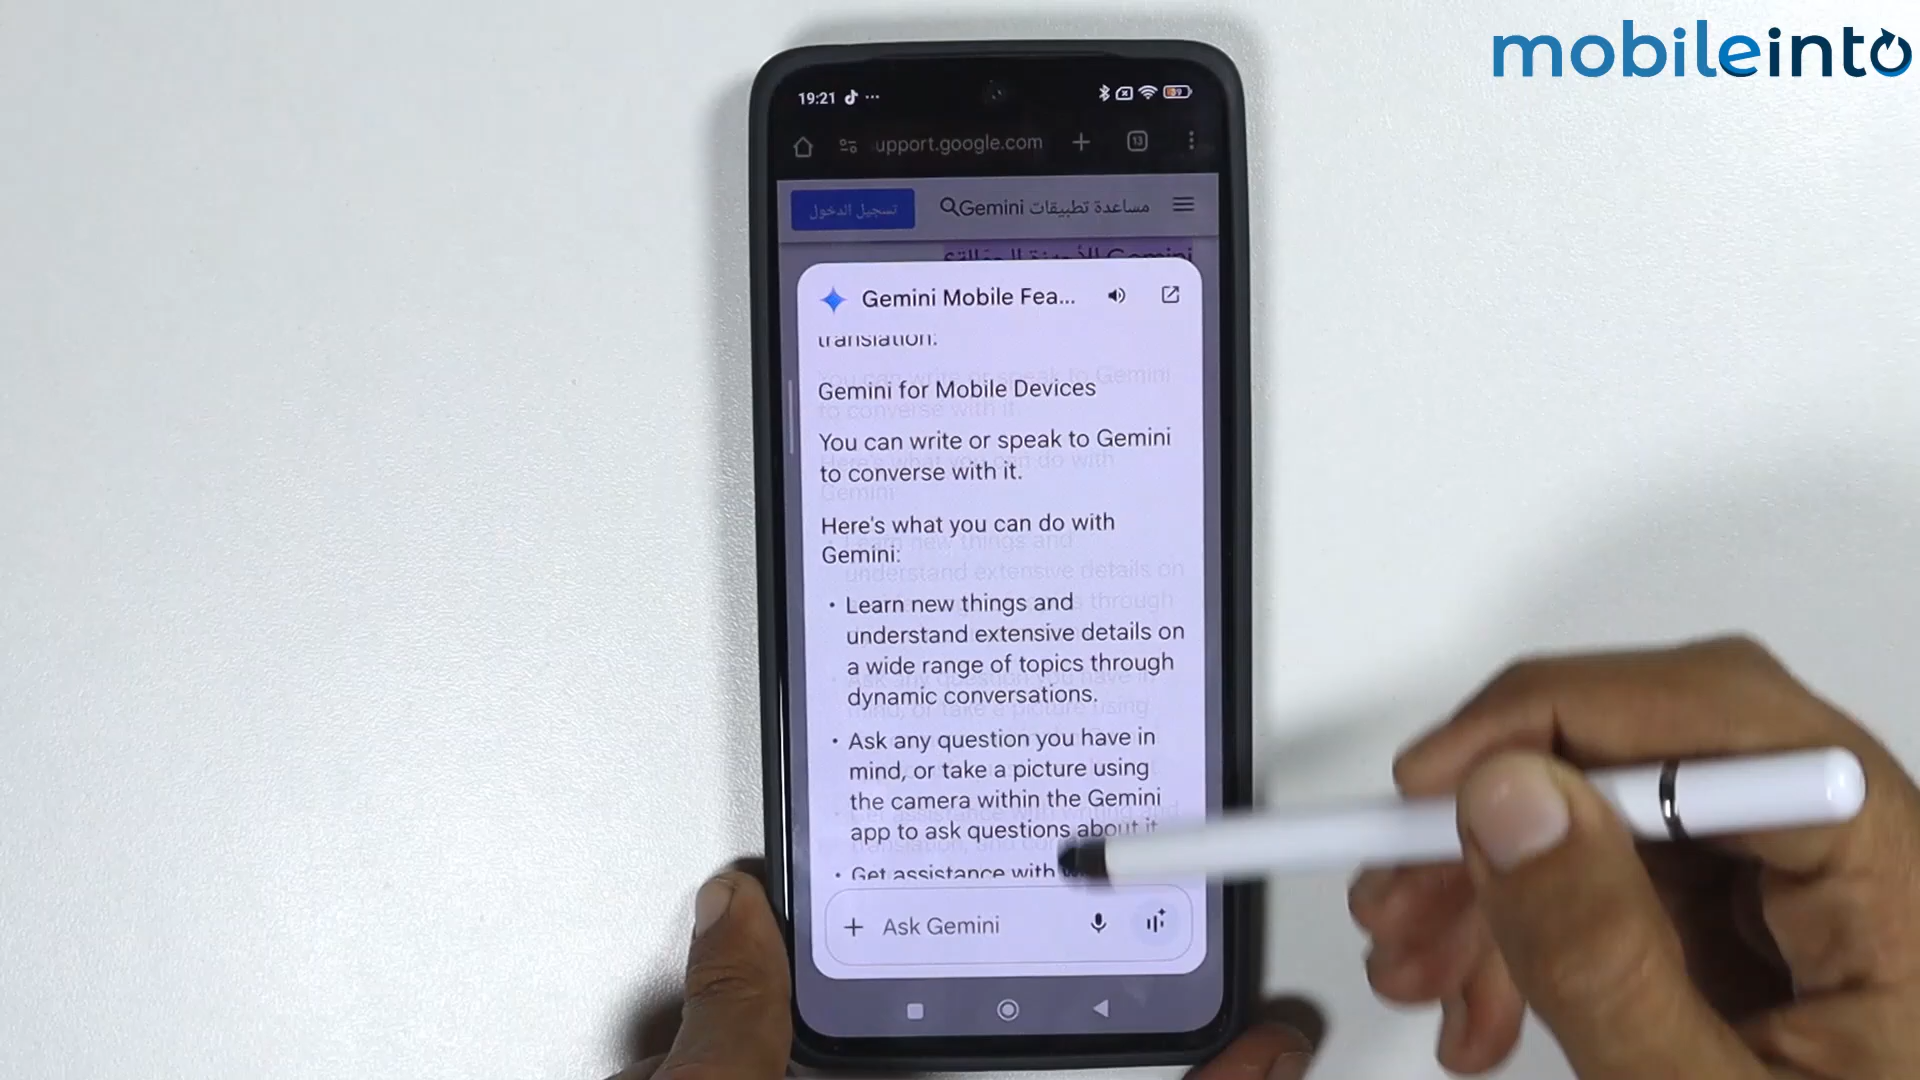 mobileinto
19:21
upport.google.com
13
تسجيل الدخول
مساعدة تطبيقات Gemini
Gemini Mobile Fea...
translation:
Gemini for Mobile Devices
You can write or speak to Gemini
to converse with it.
Here's what you can do with
Gemini:
• Learn new things and
understand extensive details on
a wide range of topics through
dynamic conversations.
• Ask any question you have in
mind, or take a picture using
the camera within the Gemini
app to ask questions about it
• Get assistance with
Ask Gemini